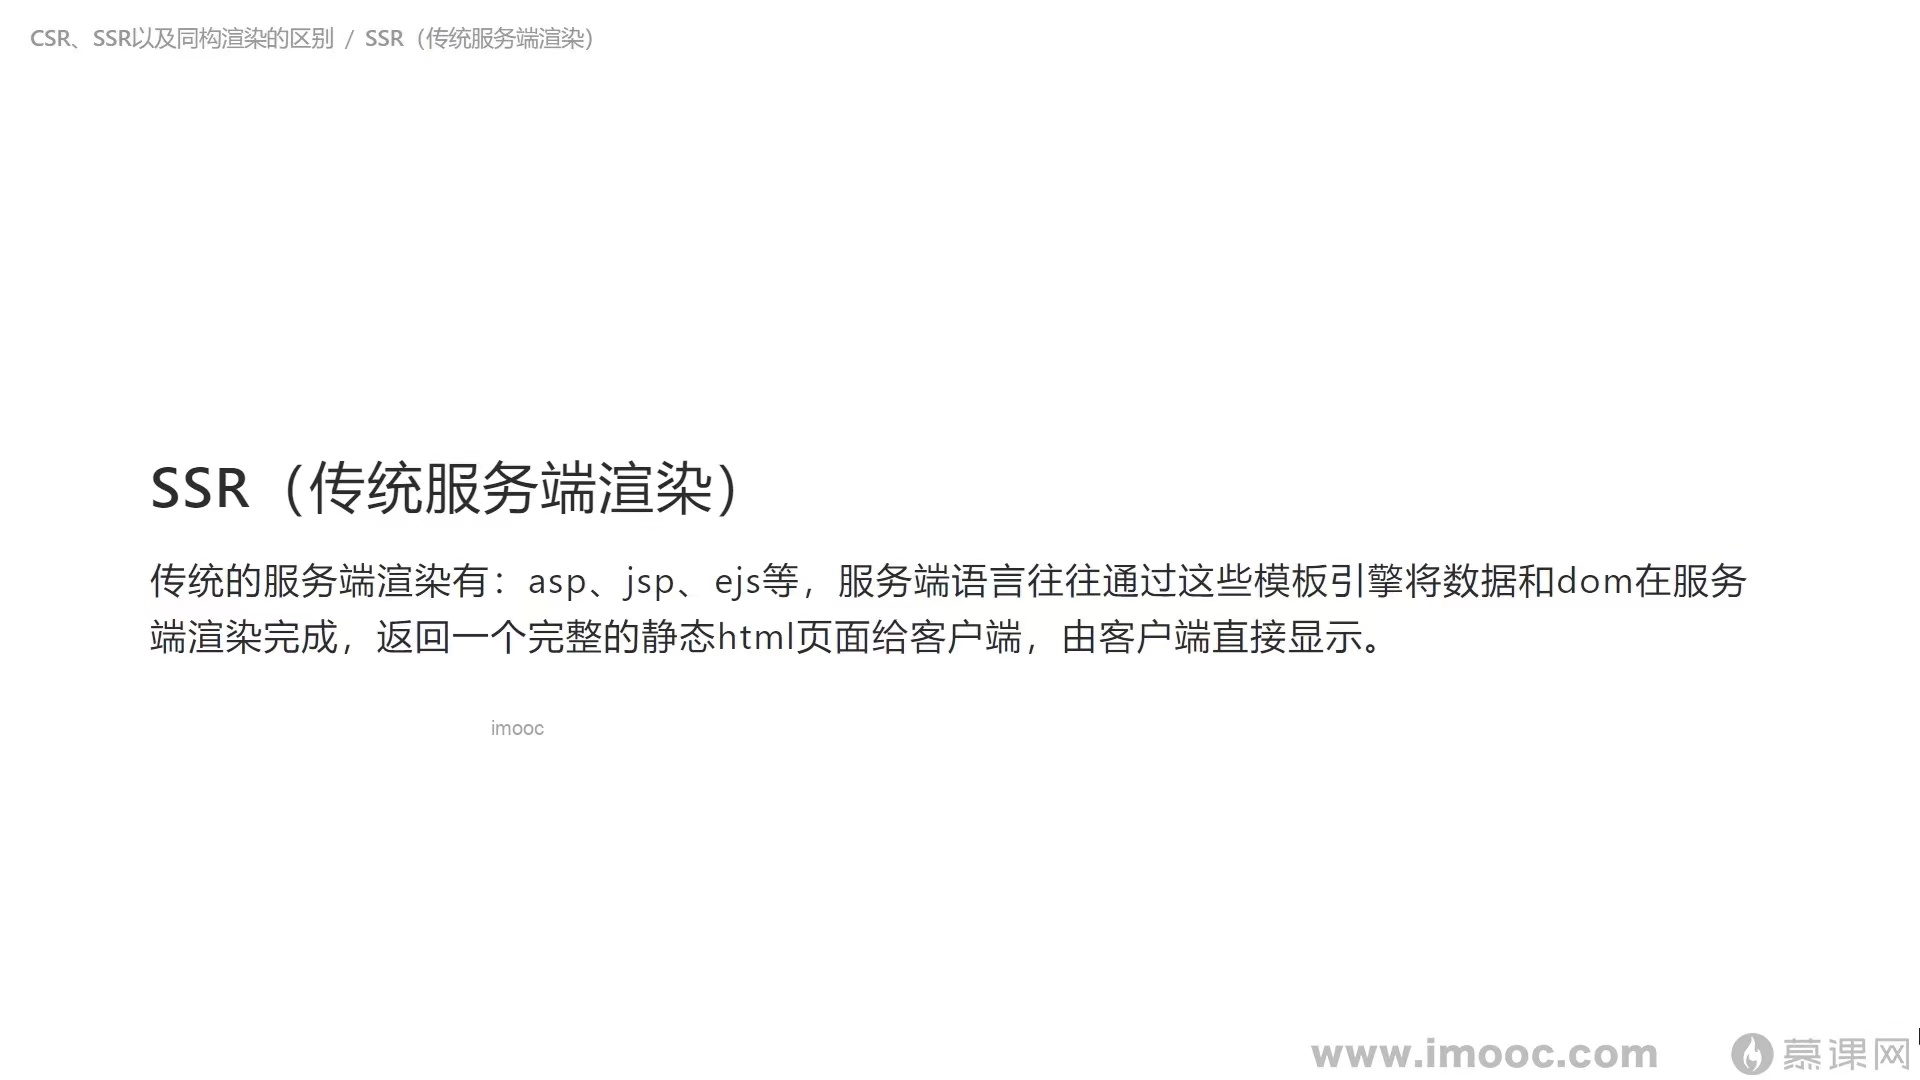 CSR、SSR以及同构渲染的区别 / SSR（传统服务端渲染）
SSR（传统服务端渲染）
传统的服务端渲染有：asp、jsp、ejs等，服务端语言往往通过这些模板引擎将数据和dom在服务
端渲染完成，返回一个完整的静态html页面给客户端，由客户端直接显示。
imooc
www.imooc.com 慕课网